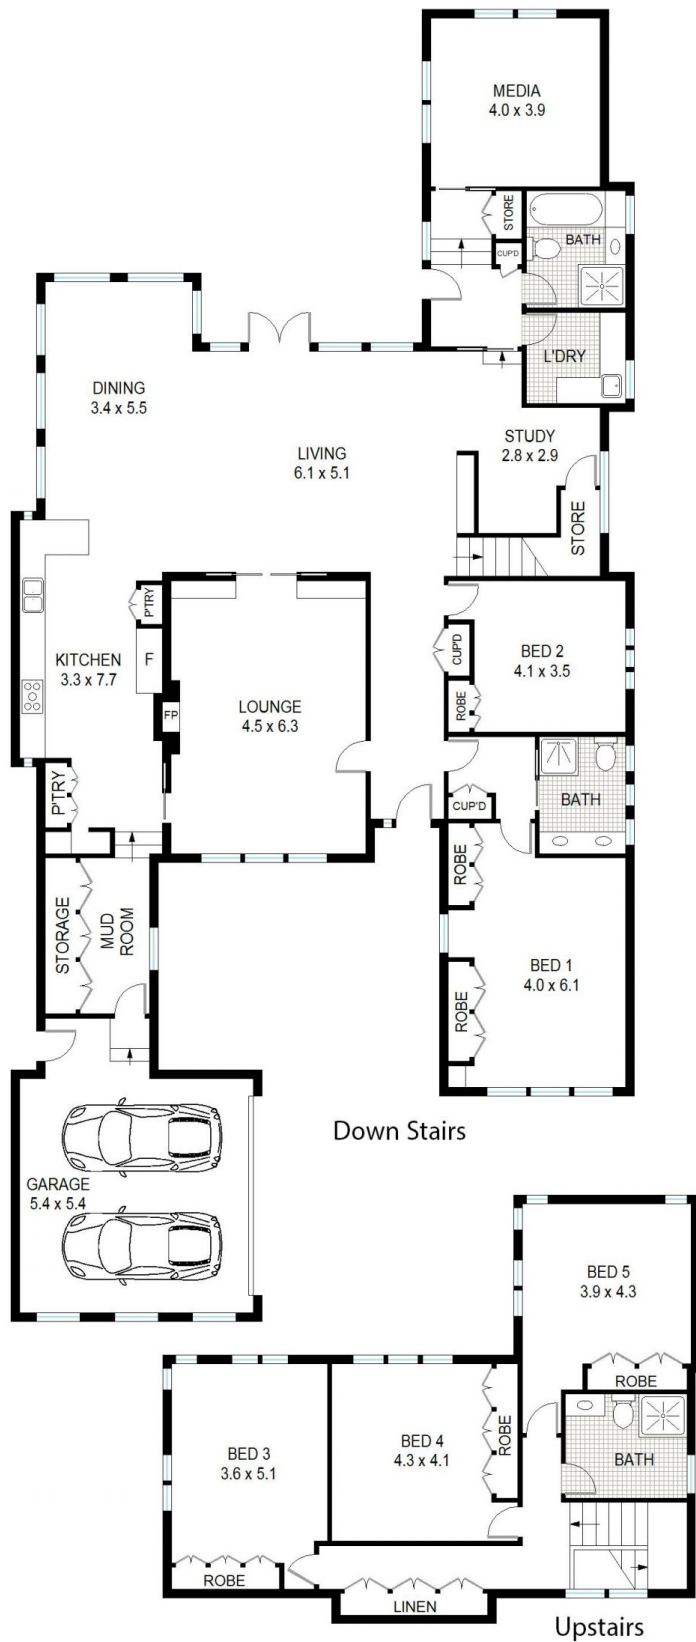 MEDIA
4.0 x 3.9
STORE
BATH
CUP'D
L'DRY
DINING
3.4 x 5.5
STUDY
2.8 x 2.9
LIVING
6.1 x 5.1
STORE
P'TRY
KITCHEN
3.3 x 7.7
F
LOUNGE
4.5 x 6.3
FP
BED 2
4.1 x 3.5
CUP'D
ROBE
P'TRY
BATH
CUP'D
ROBE
STORAGE
MUD
ROOM
BED 1
4.0 x 6.1
ROBE
Down Stairs
GARAGE
5.4 x 5.4
BED 5
3.9 x 4.3
ROBE
BED 3
3.6 x 5.1
BED 4
4.3 x 4.1
ROBE
BATH
ROBE
LINEN
Upstairs